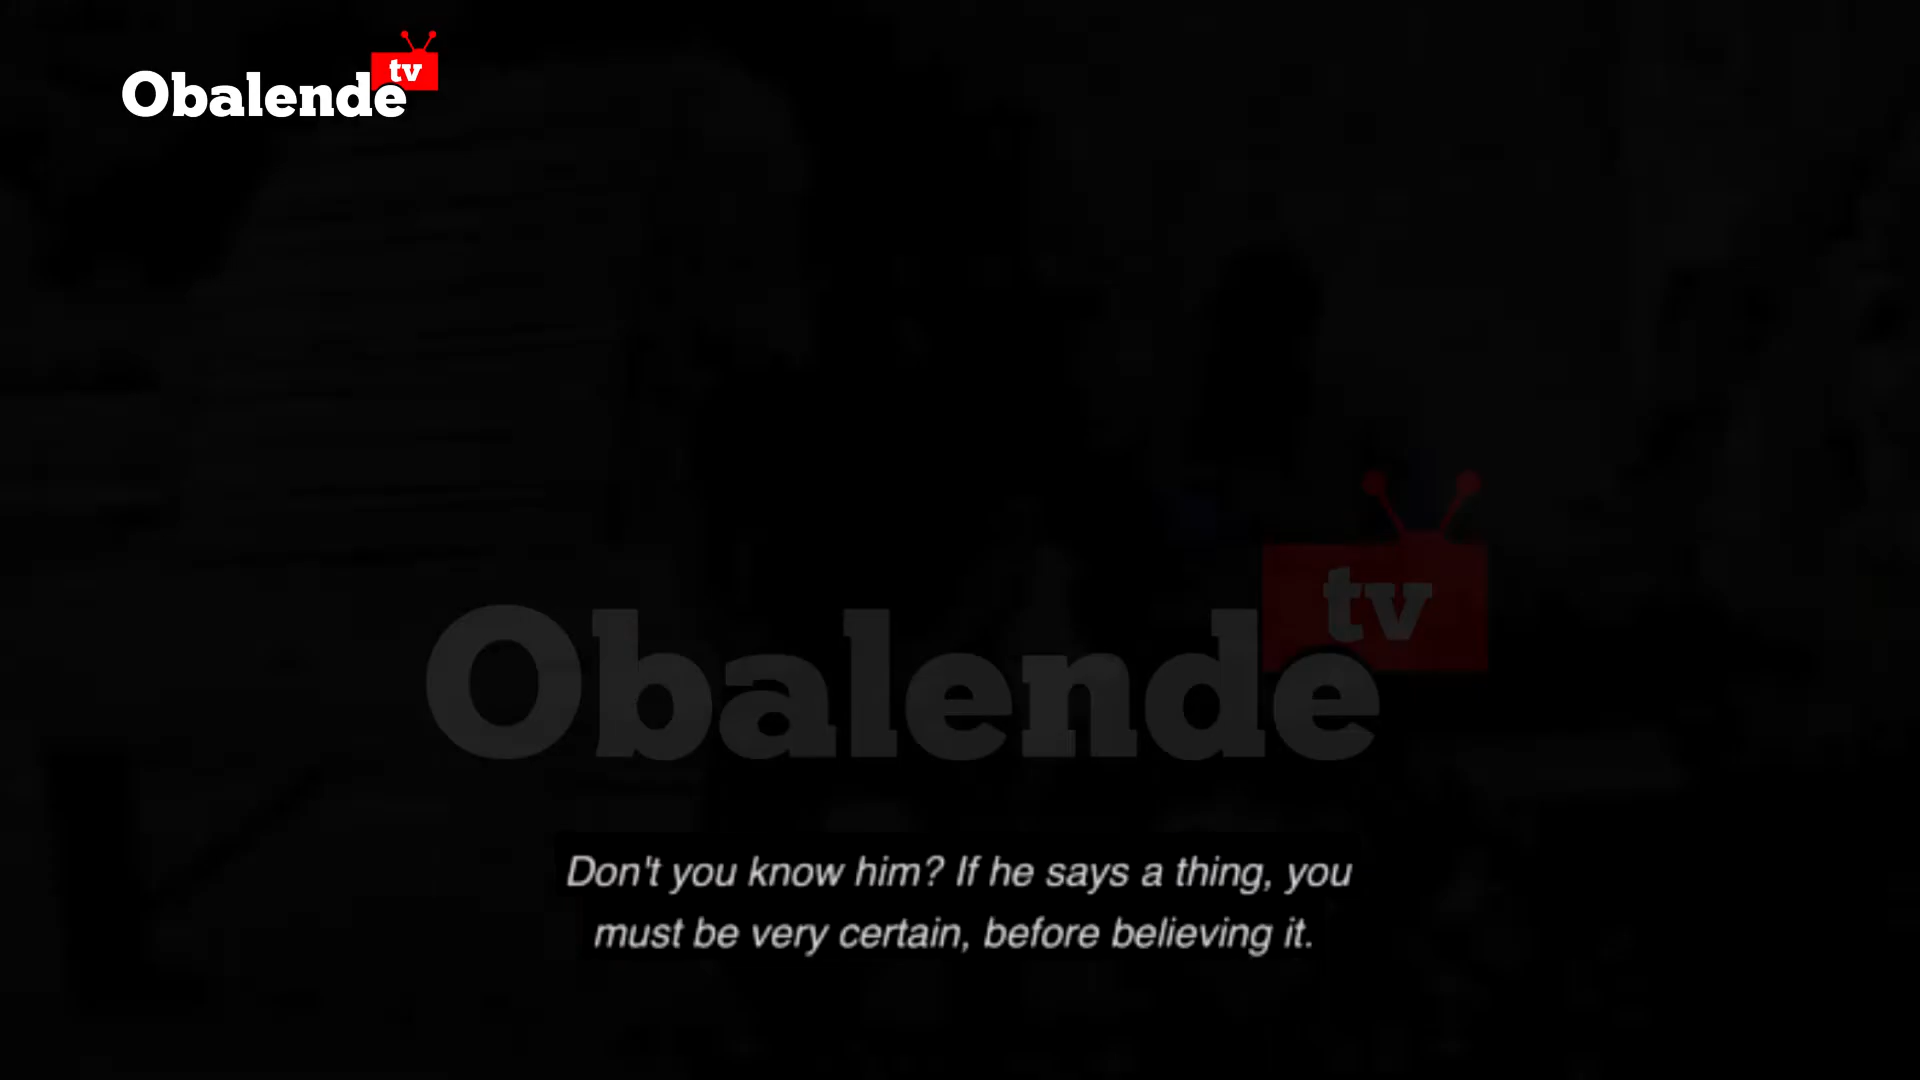 Obalende tv
Obalende tv
Don't you know him? If he says a thing, you
must be very certain, before believing it.